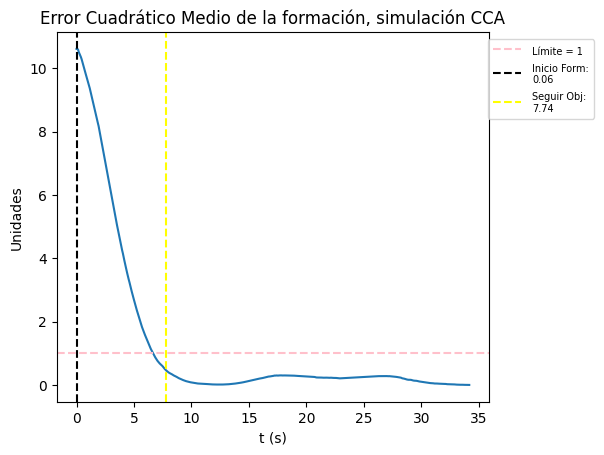 Error Cuadrático Medio de la formación, simulación CCA
Límite = 1
Inicio Form:
0.06
Seguir Obj:
7.74
Unidades
10
8
6
4
2
0
0 5 10 15 20 25 30 35
t (s)